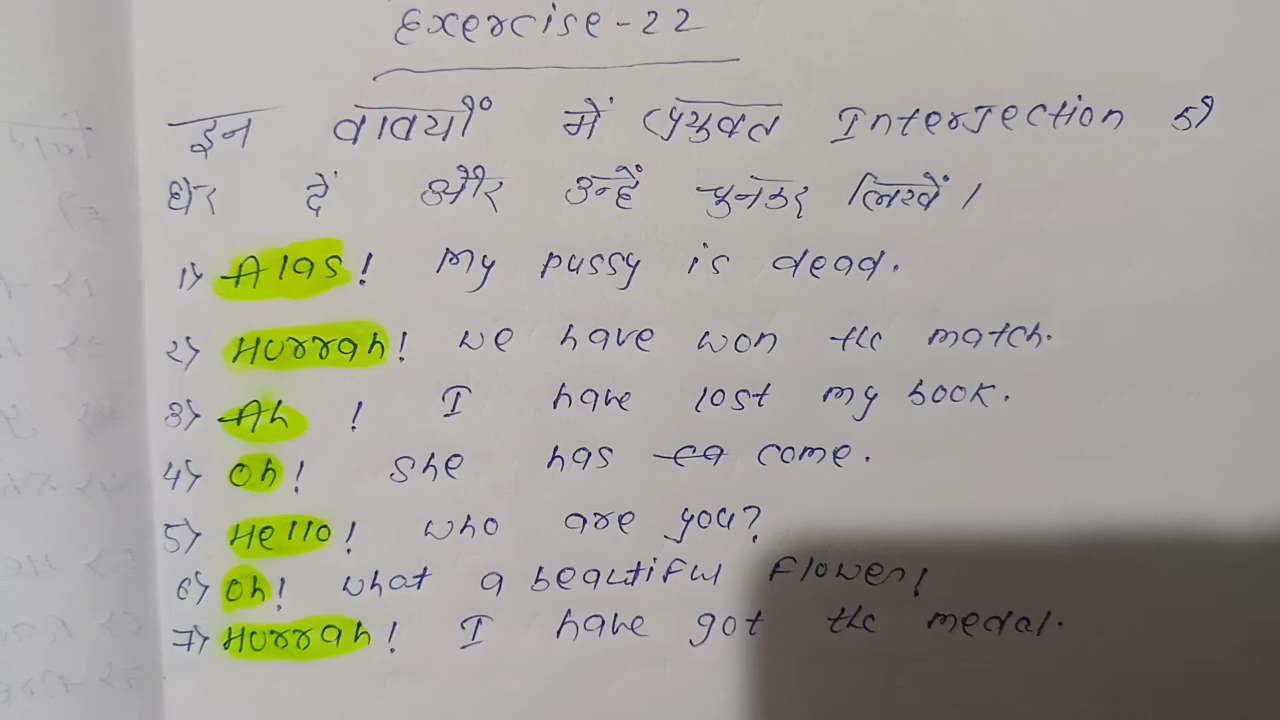 Exercise-22
इन वाक्यों में प्रयुक्त Interjection को
घेर दें और उन्हें चुनकर लिखें।
1) Alas! my pussy is dead.
2) Hurrah! we have won the match.
3) Ah! I have lost my book.
4) Oh! she has ca come.
5) Hello! who are you?
6) Oh! what a beautiful flower!
7) Hurrah! I have got the medal.